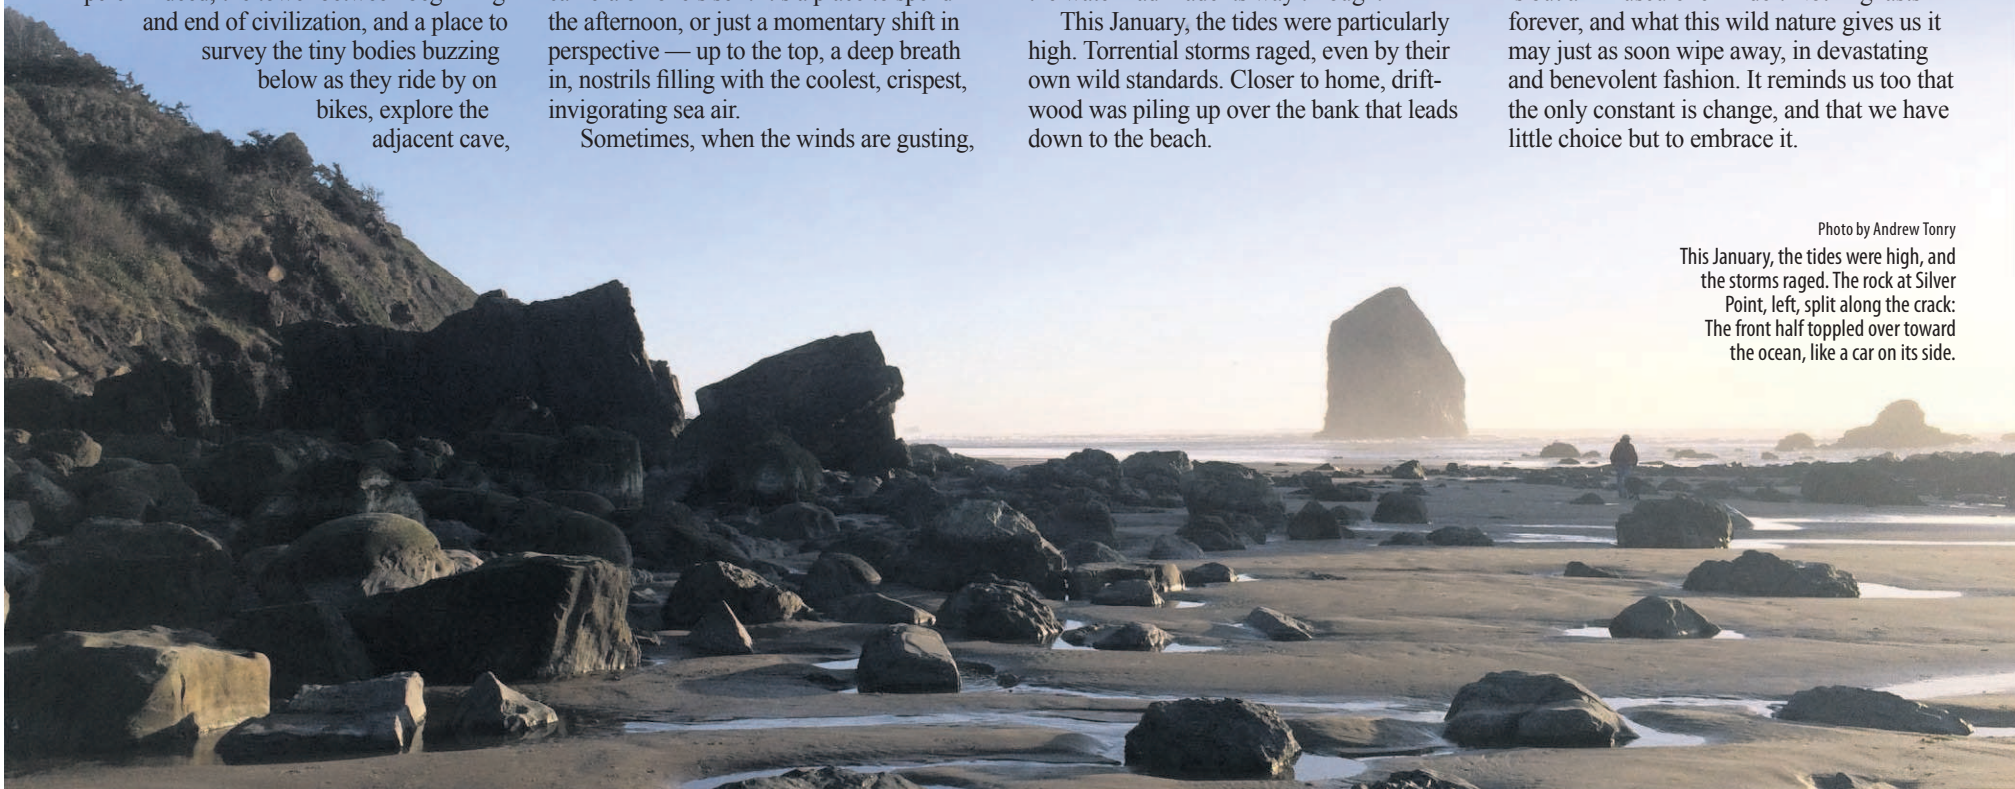 and end of civilization, and a place to
survey the tiny bodies buzzing
below as they ride by on
bikes, explore the
adjacent cave,
the afternoon, or just a momentary shift in
perspective — up to the top, a deep breath
in, nostrils filling with the coolest, crispest,
invigorating sea air.
Sometimes, when the winds are gusting,
This January, the tides were particularly
high. Torrential storms raged, even by their
own wild standards. Closer to home, drift-
wood was piling up over the bank that leads
down to the beach.
forever, and what this wild nature gives us it
may just as soon wipe away, in devastating
and benevolent fashion. It reminds us too that
the only constant is change, and that we have
little choice but to embrace it.
Photo by Andrew Tonry
This January, the tides were high, and
the storms raged. The rock at Silver
Point, left, split along the crack:
The front half toppled over toward
the ocean, like a car on its side.